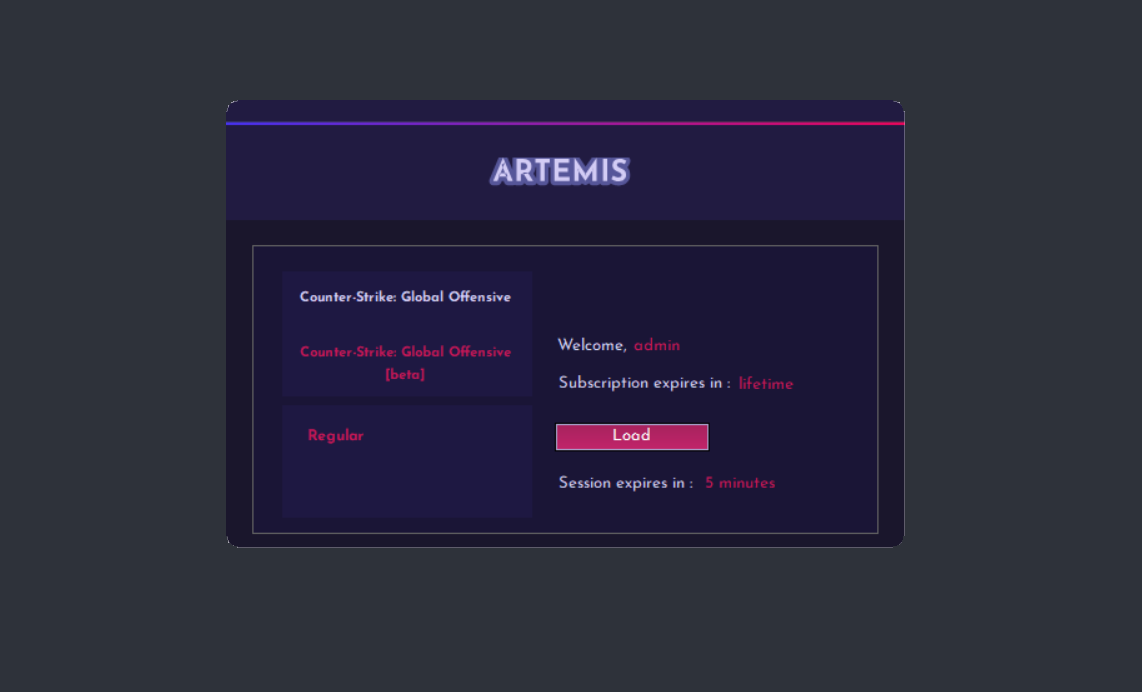 ARTEMIS
Counter-Strike: Global Offensive
Counter-Strike: Global Offensive
[beta]
Regular
Welcome, admin
Subscription expires in : lifetime
Load
Session expires in : 5 minutes